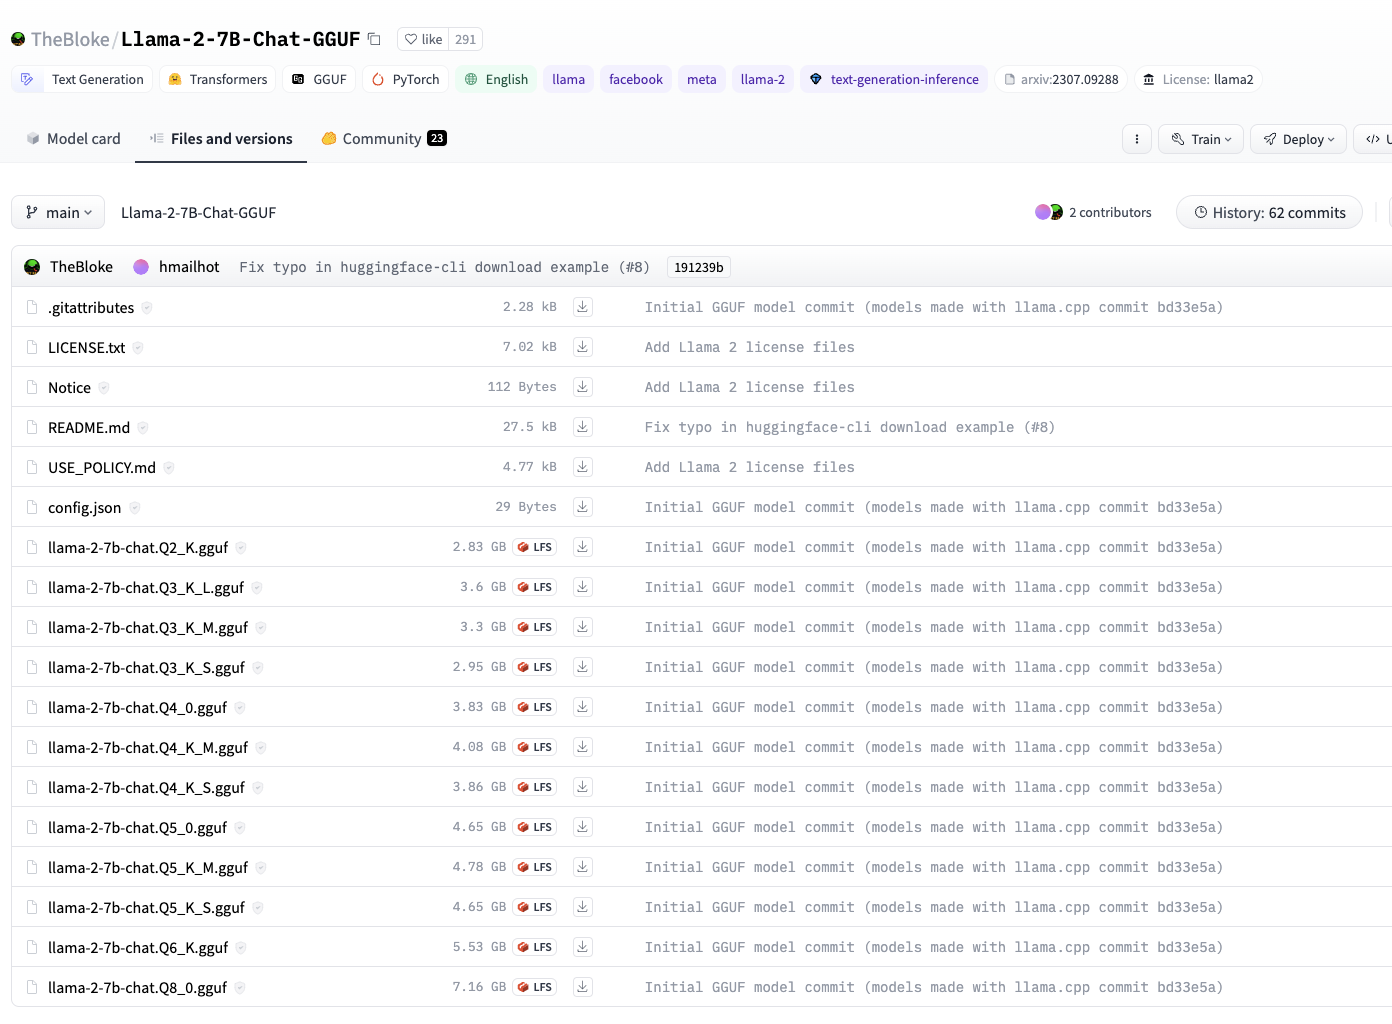 TheBloke/Llama-2-7B-Chat-GGUF like 291
Text Generation Transformers GGUF PyTorch English llama facebook meta llama-2 text-generation-inference arxiv:2307.09288 License: llama2
Model card Files and versions Community 23 Train Deploy
main Llama-2-7B-Chat-GGUF 2 contributors History: 62 commits
TheBloke hmailhot Fix typo in huggingface-cli download example (#8) 191239b
.gitattributes 2.28 kB Initial GGUF model commit (models made with llama.cpp commit bd33e5a)
LICENSE.txt 7.02 kB Add Llama 2 license files
Notice 112 Bytes Add Llama 2 license files
README.md 27.5 kB Fix typo in huggingface-cli download example (#8)
USE_POLICY.md 4.77 kB Add Llama 2 license files
config.json 29 Bytes Initial GGUF model commit (models made with llama.cpp commit bd33e5a)
llama-2-7b-chat.Q2_K.gguf 2.83 GB LFS Initial GGUF model commit (models made with llama.cpp commit bd33e5a)
llama-2-7b-chat.Q3_K_L.gguf 3.6 GB LFS Initial GGUF model commit (models made with llama.cpp commit bd33e5a)
llama-2-7b-chat.Q3_K_M.gguf 3.3 GB LFS Initial GGUF model commit (models made with llama.cpp commit bd33e5a)
llama-2-7b-chat.Q3_K_S.gguf 2.95 GB LFS Initial GGUF model commit (models made with llama.cpp commit bd33e5a)
llama-2-7b-chat.Q4_0.gguf 3.83 GB LFS Initial GGUF model commit (models made with llama.cpp commit bd33e5a)
llama-2-7b-chat.Q4_K_M.gguf 4.08 GB LFS Initial GGUF model commit (models made with llama.cpp commit bd33e5a)
llama-2-7b-chat.Q4_K_S.gguf 3.86 GB LFS Initial GGUF model commit (models made with llama.cpp commit bd33e5a)
llama-2-7b-chat.Q5_0.gguf 4.65 GB LFS Initial GGUF model commit (models made with llama.cpp commit bd33e5a)
llama-2-7b-chat.Q5_K_M.gguf 4.78 GB LFS Initial GGUF model commit (models made with llama.cpp commit bd33e5a)
llama-2-7b-chat.Q5_K_S.gguf 4.65 GB LFS Initial GGUF model commit (models made with llama.cpp commit bd33e5a)
llama-2-7b-chat.Q6_K.gguf 5.53 GB LFS Initial GGUF model commit (models made with llama.cpp commit bd33e5a)
llama-2-7b-chat.Q8_0.gguf 7.16 GB LFS Initial GGUF model commit (models made with llama.cpp commit bd33e5a)